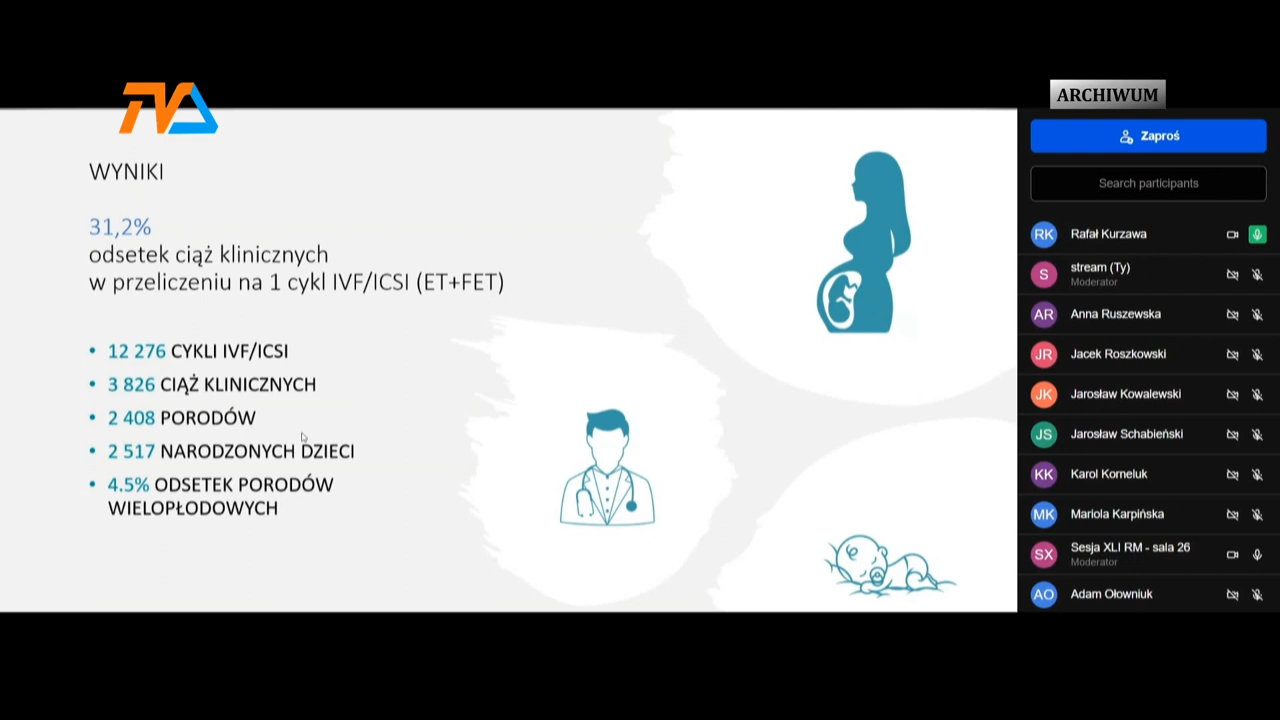 TVA
ARCHIWUM
WYNIKI
31,2%
odsetek ciąż klinicznych
w przeliczeniu na 1 cykl IVF/ICSI (ET+FET)
• 12 276 CYKLI IVF/ICSI
• 3 826 CIĄŻ KLINICZNYCH
• 2 408 PORODÓW
• 2 517 NARODZONYCH DZIECI
• 4.5% ODSETEK PORODÓW
WIELOPŁODOWYCH
Zaproś
Search participants
RK Rafał Kurzawa
S stream (Ty)
Moderator
AR Anna Ruszewska
JR Jacek Roszkowski
JK Jarosław Kowalewski
JS Jarosław Schabieński
KK Karol Korneluk
MK Mariola Karpińska
SX Sesja XLI RM - sala 26
Moderator
AO Adam Ołowniuk